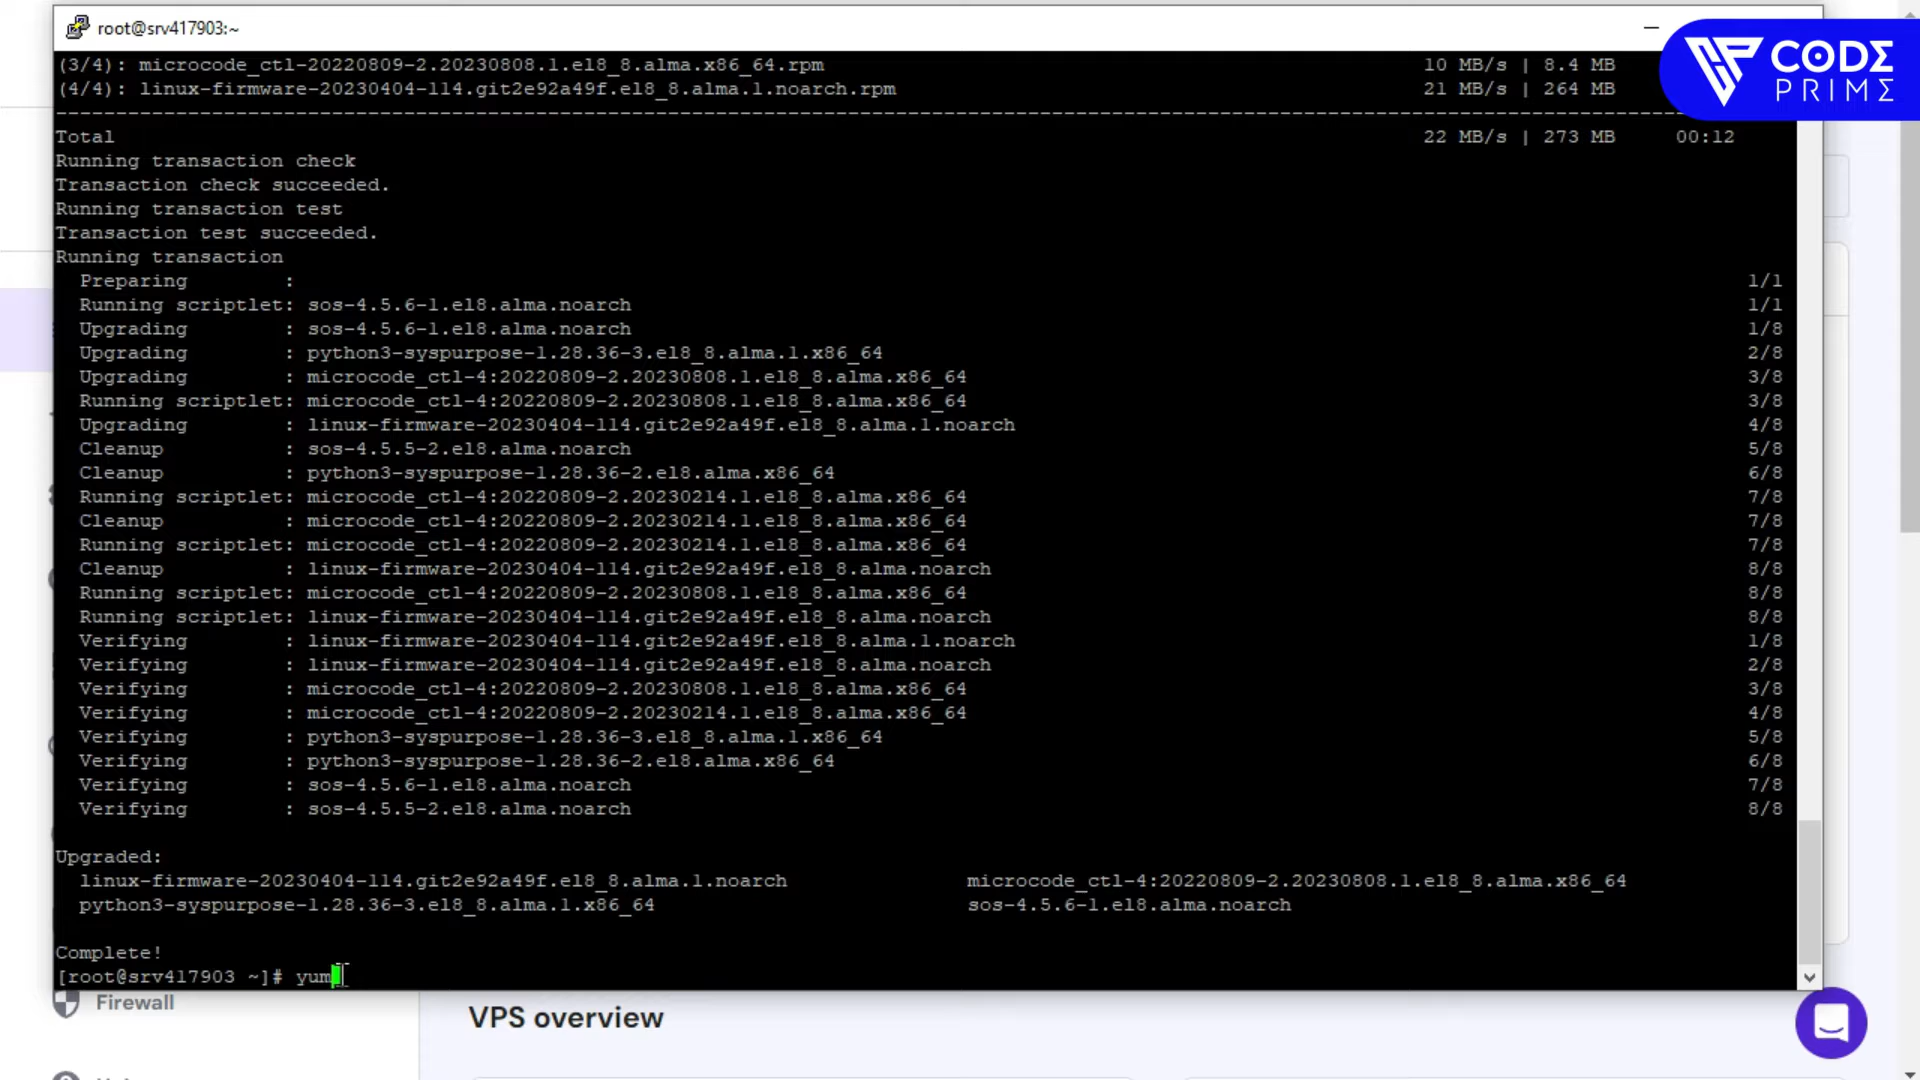 root@srv417903:~
CODE
PRIME
(3/4): microcode_ctl-20220809-2.20230808.1.el8_8.alma.x86_64.rpm 10 MB/s | 8.4 MB
(4/4): linux-firmware-20230404-114.git2e92a49f.el8_8.alma.1.noarch.rpm 21 MB/s | 264 MB
--------------------------------------------------------------------------------
Total 22 MB/s | 273 MB 00:12
Running transaction check
Transaction check succeeded.
Running transaction test
Transaction test succeeded.
Running transaction
Preparing : 1/1
Running scriptlet: sos-4.5.6-1.el8.alma.noarch 1/1
Upgrading : sos-4.5.6-1.el8.alma.noarch 1/8
Upgrading : python3-syspurpose-1.28.36-3.el8_8.alma.1.x86_64 2/8
Upgrading : microcode_ctl-4:20220809-2.20230808.1.el8_8.alma.x86_64 3/8
Running scriptlet: microcode_ctl-4:20220809-2.20230808.1.el8_8.alma.x86_64 3/8
Upgrading : linux-firmware-20230404-114.git2e92a49f.el8_8.alma.1.noarch 4/8
Cleanup : sos-4.5.5-2.el8.alma.noarch 5/8
Cleanup : python3-syspurpose-1.28.36-2.el8.alma.x86_64 6/8
Running scriptlet: microcode_ctl-4:20220809-2.20230214.1.el8_8.alma.x86_64 7/8
Cleanup : microcode_ctl-4:20220809-2.20230214.1.el8_8.alma.x86_64 7/8
Running scriptlet: microcode_ctl-4:20220809-2.20230214.1.el8_8.alma.x86_64 7/8
Cleanup : linux-firmware-20230404-114.git2e92a49f.el8_8.alma.noarch 8/8
Running scriptlet: microcode_ctl-4:20220809-2.20230808.1.el8_8.alma.x86_64 8/8
Running scriptlet: linux-firmware-20230404-114.git2e92a49f.el8_8.alma.noarch 8/8
Verifying : linux-firmware-20230404-114.git2e92a49f.el8_8.alma.1.noarch 1/8
Verifying : linux-firmware-20230404-114.git2e92a49f.el8_8.alma.noarch 2/8
Verifying : microcode_ctl-4:20220809-2.20230808.1.el8_8.alma.x86_64 3/8
Verifying : microcode_ctl-4:20220809-2.20230214.1.el8_8.alma.x86_64 4/8
Verifying : python3-syspurpose-1.28.36-3.el8_8.alma.1.x86_64 5/8
Verifying : python3-syspurpose-1.28.36-2.el8.alma.x86_64 6/8
Verifying : sos-4.5.6-1.el8.alma.noarch 7/8
Verifying : sos-4.5.5-2.el8.alma.noarch 8/8
Upgraded:
linux-firmware-20230404-114.git2e92a49f.el8_8.alma.1.noarch microcode_ctl-4:20220809-2.20230808.1.el8_8.alma.x86_64
python3-syspurpose-1.28.36-3.el8_8.alma.1.x86_64 sos-4.5.6-1.el8.alma.noarch
Complete!
[root@srv417903 ~]# yum
Firewall
VPS overview